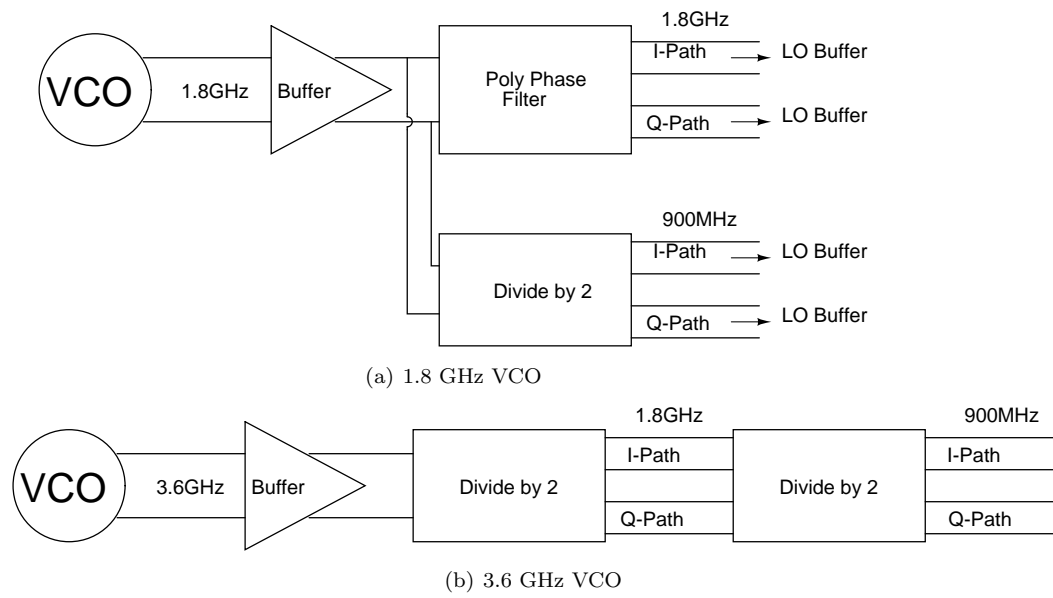 1.8GHz
VCO
1.8GHz
Buffer
Poly Phase
Filter
I-Path
LO Buffer
Q-Path
LO Buffer
900MHz
Divide by 2
I-Path
LO Buffer
Q-Path
LO Buffer
(a) 1.8 GHz VCO
VCO
3.6GHz
Buffer
Divide by 2
1.8GHz
I-Path
Q-Path
Divide by 2
900MHz
I-Path
Q-Path
(b) 3.6 GHz VCO